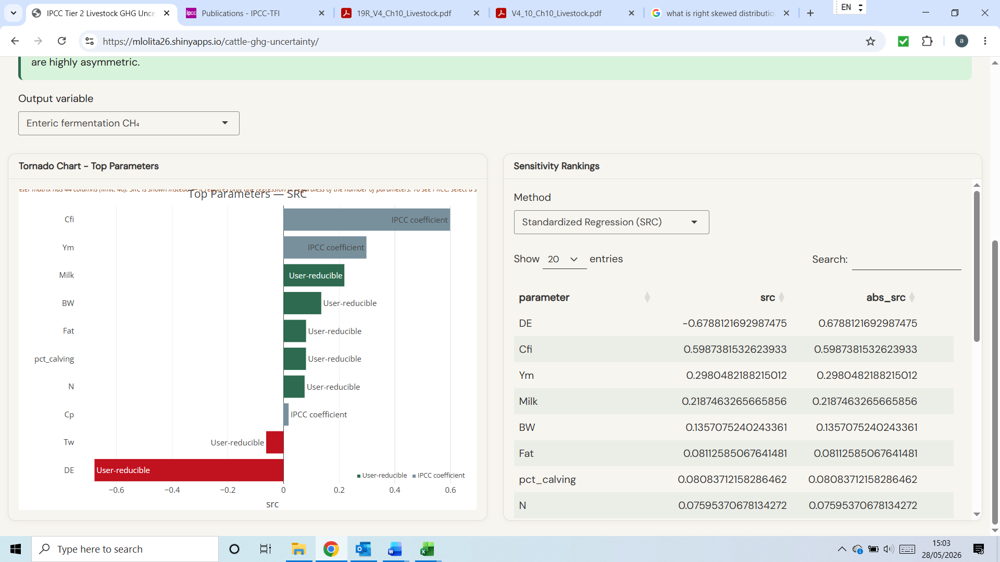 IPCC Tier 2 Livestock GHG Unce
Publications - IPCC-TFI
19R_V4_Ch10_Livestock.pdf
V4_10_Ch10_Livestock.pdf
what is right skewed distributio
EN
https://mlolita26.shinyapps.io/cattle-ghg-uncertainty/
a
are highly asymmetric.
Output variable
Enteric fermentation CH₄
Tornado Chart – Top Parameters
eter matrix has 44 columns (limit: 40). SRC is shown instead — it requires only one regression fit regardless of the number of parameters. To see PRCC, select a s
Top Parameters — SRC
Cfi
IPCC coefficient
Ym
IPCC coefficient
Milk
User-reducible
BW
User-reducible
Fat
User-reducible
pct_calving
User-reducible
N
User-reducible
Cp
IPCC coefficient
Tw
User-reducible
DE
User-reducible
User-reducible
IPCC coefficient
−0.6
−0.4
−0.2
0
0.2
0.4
0.6
src
Sensitivity Rankings
Method
Standardized Regression (SRC)
Show 20 entries
Search:
parameter src abs_src
DE -0.6788121692987475 0.6788121692987475
Cfi 0.5987381532623933 0.5987381532623933
Ym 0.2980482188215012 0.2980482188215012
Milk 0.2187463265665856 0.2187463265665856
BW 0.1357075240243361 0.1357075240243361
Fat 0.08112585067641481 0.08112585067641481
pct_calving 0.08083712158286462 0.08083712158286462
N 0.07595370678134272 0.07595370678134272
Type here to search
15:03
28/05/2026